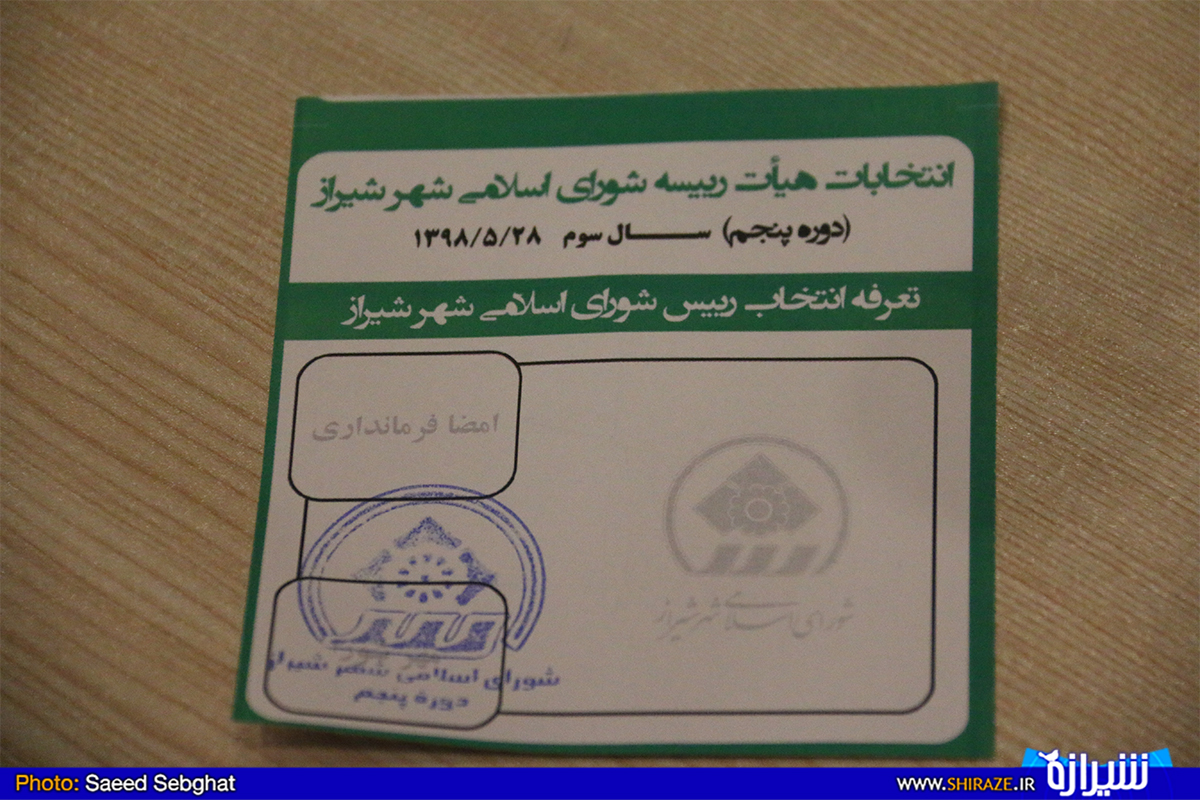 انتخابات هیأت رییسه شورای اسلامی شهر شیراز
(دوره پنجم) ســـال سوم ۱۳۹۸/۵/۲۸
تعرفه انتخاب رییس شورای اسلامی شهر شیراز
امضا فرمانداری
شورای اسلامی شهر شیراز
شورای اسلامی شهر شیراز
دوره پنجم
Photo: Saeed Sebghat
WWW.SHIRAZE.IR
شیرازه